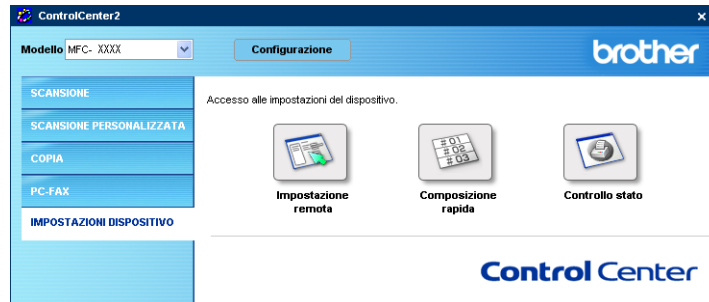 ControlCenter2
Modello MFC- XXXX
Configurazione
brother
SCANSIONE
SCANSIONE PERSONALIZZATA
COPIA
PC-FAX
IMPOSTAZIONI DISPOSITIVO
Accesso alle impostazioni del dispositivo.
#01
#02
#03
Impostazione
remota
Composizione
rapida
Controllo stato
Control Center